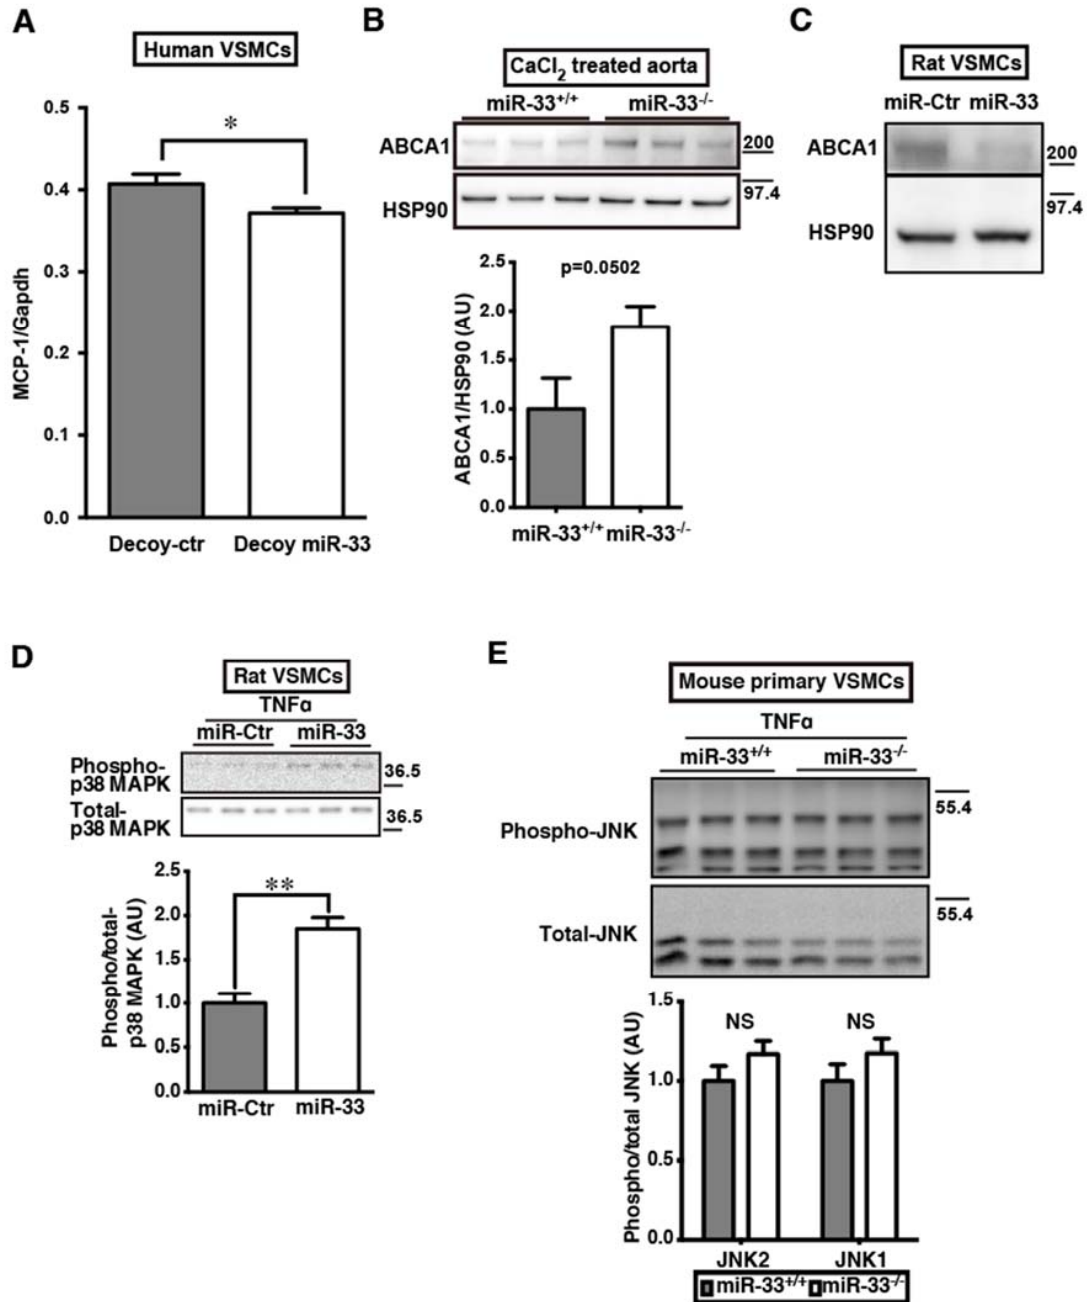 A
Human VSMCs
0.5
*
0.4
0.3
0.2
0.1
0.0
MCP-1/Gapdh
Decoy-ctr Decoy miR-33
B
CaCl₂ treated aorta
miR-33⁺/⁺ miR-33⁻/⁻
ABCA1
200
97.4
HSP90
2.5
p=0.0502
2.0
1.5
1.0
0.5
0.0
ABCA1/HSP90 (AU)
miR-33⁺/⁺ miR-33⁻/⁻
C
Rat VSMCs
miR-Ctr miR-33
ABCA1
200
97.4
HSP90
D
Rat VSMCs
TNFα
miR-Ctr miR-33
Phospho-
p38 MAPK
36.5
Total-
p38 MAPK
36.5
2.5
**
2.0
1.5
1.0
0.5
0.0
Phospho/total-
p38 MAPK (AU)
miR-Ctr miR-33
E
Mouse primary VSMCs
TNFα
miR-33⁺/⁺ miR-33⁻/⁻
55.4
Phospho-JNK
55.4
Total-JNK
1.5
NS NS
1.0
0.5
0.0
Phospho/total JNK (AU)
JNK2 JNK1
miR-33⁺/⁺ miR-33⁻/⁻